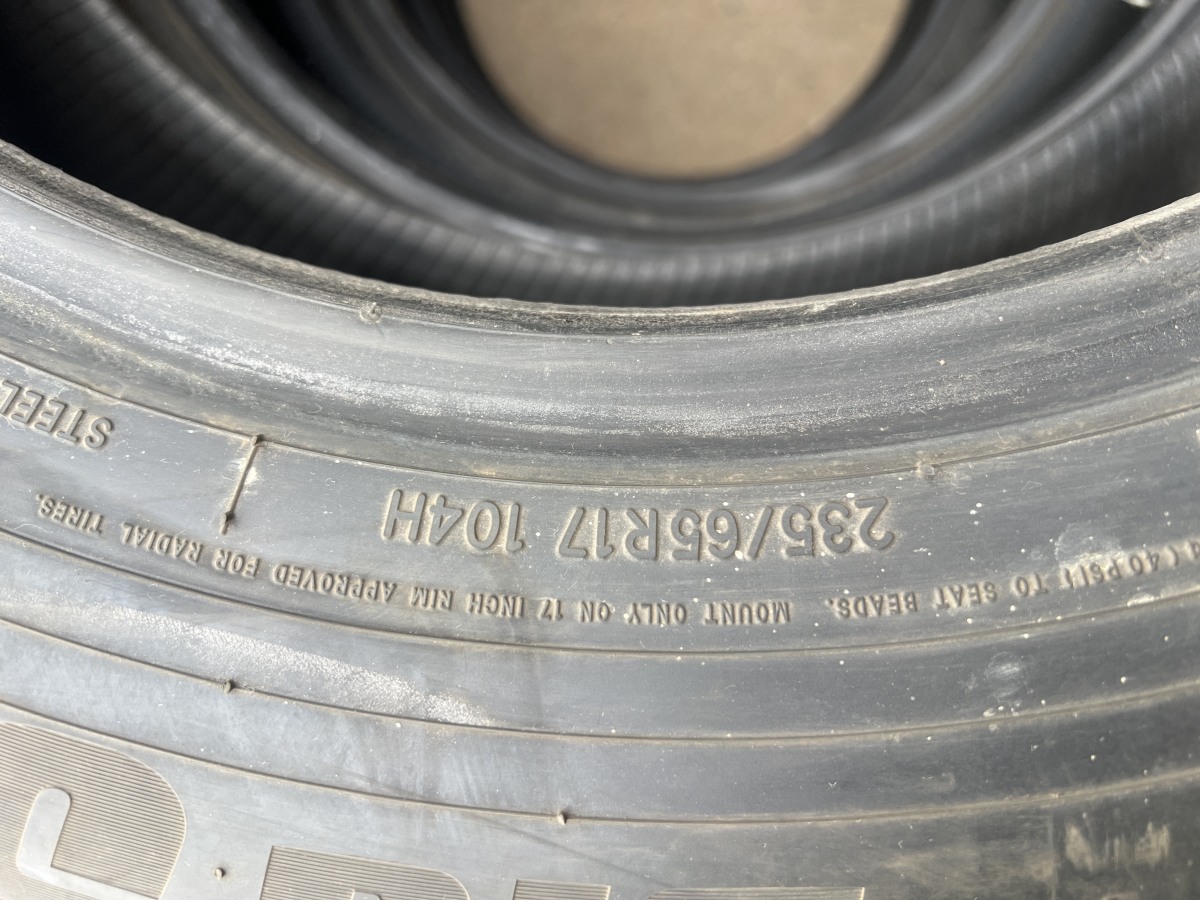 235/65R17 104H
(40 PSI) TO SEAT BEADS. MOUNT ONLY ON 17 INCH RIM APPROVED FOR RADIAL TIRES.
STEEL